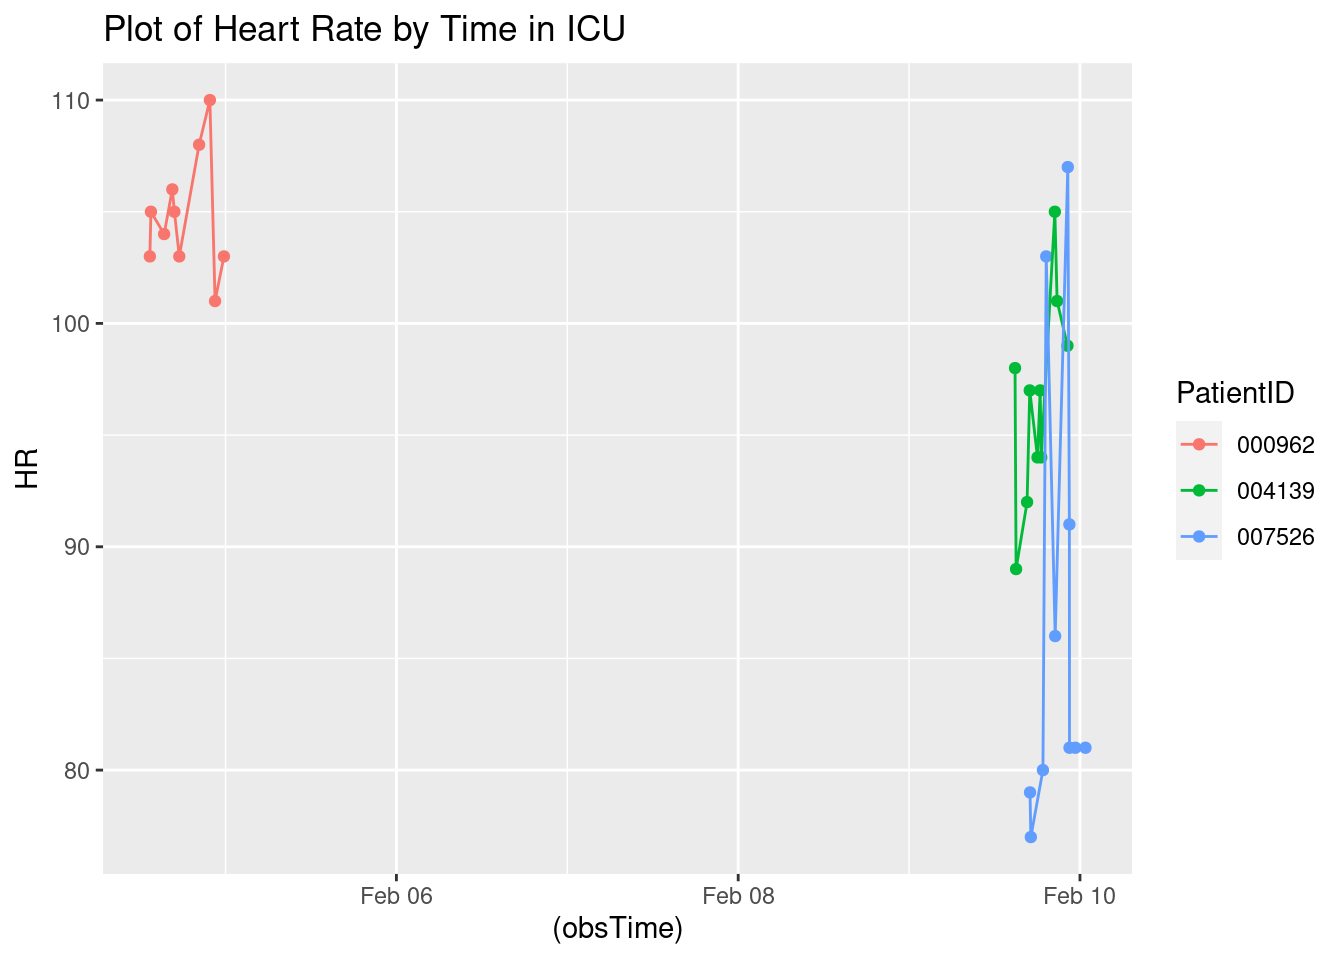 Plot of Heart Rate by Time in ICU
110
100
90
80
HR
Feb 06
Feb 08
Feb 10
(obsTime)
PatientID
000962
004139
007526